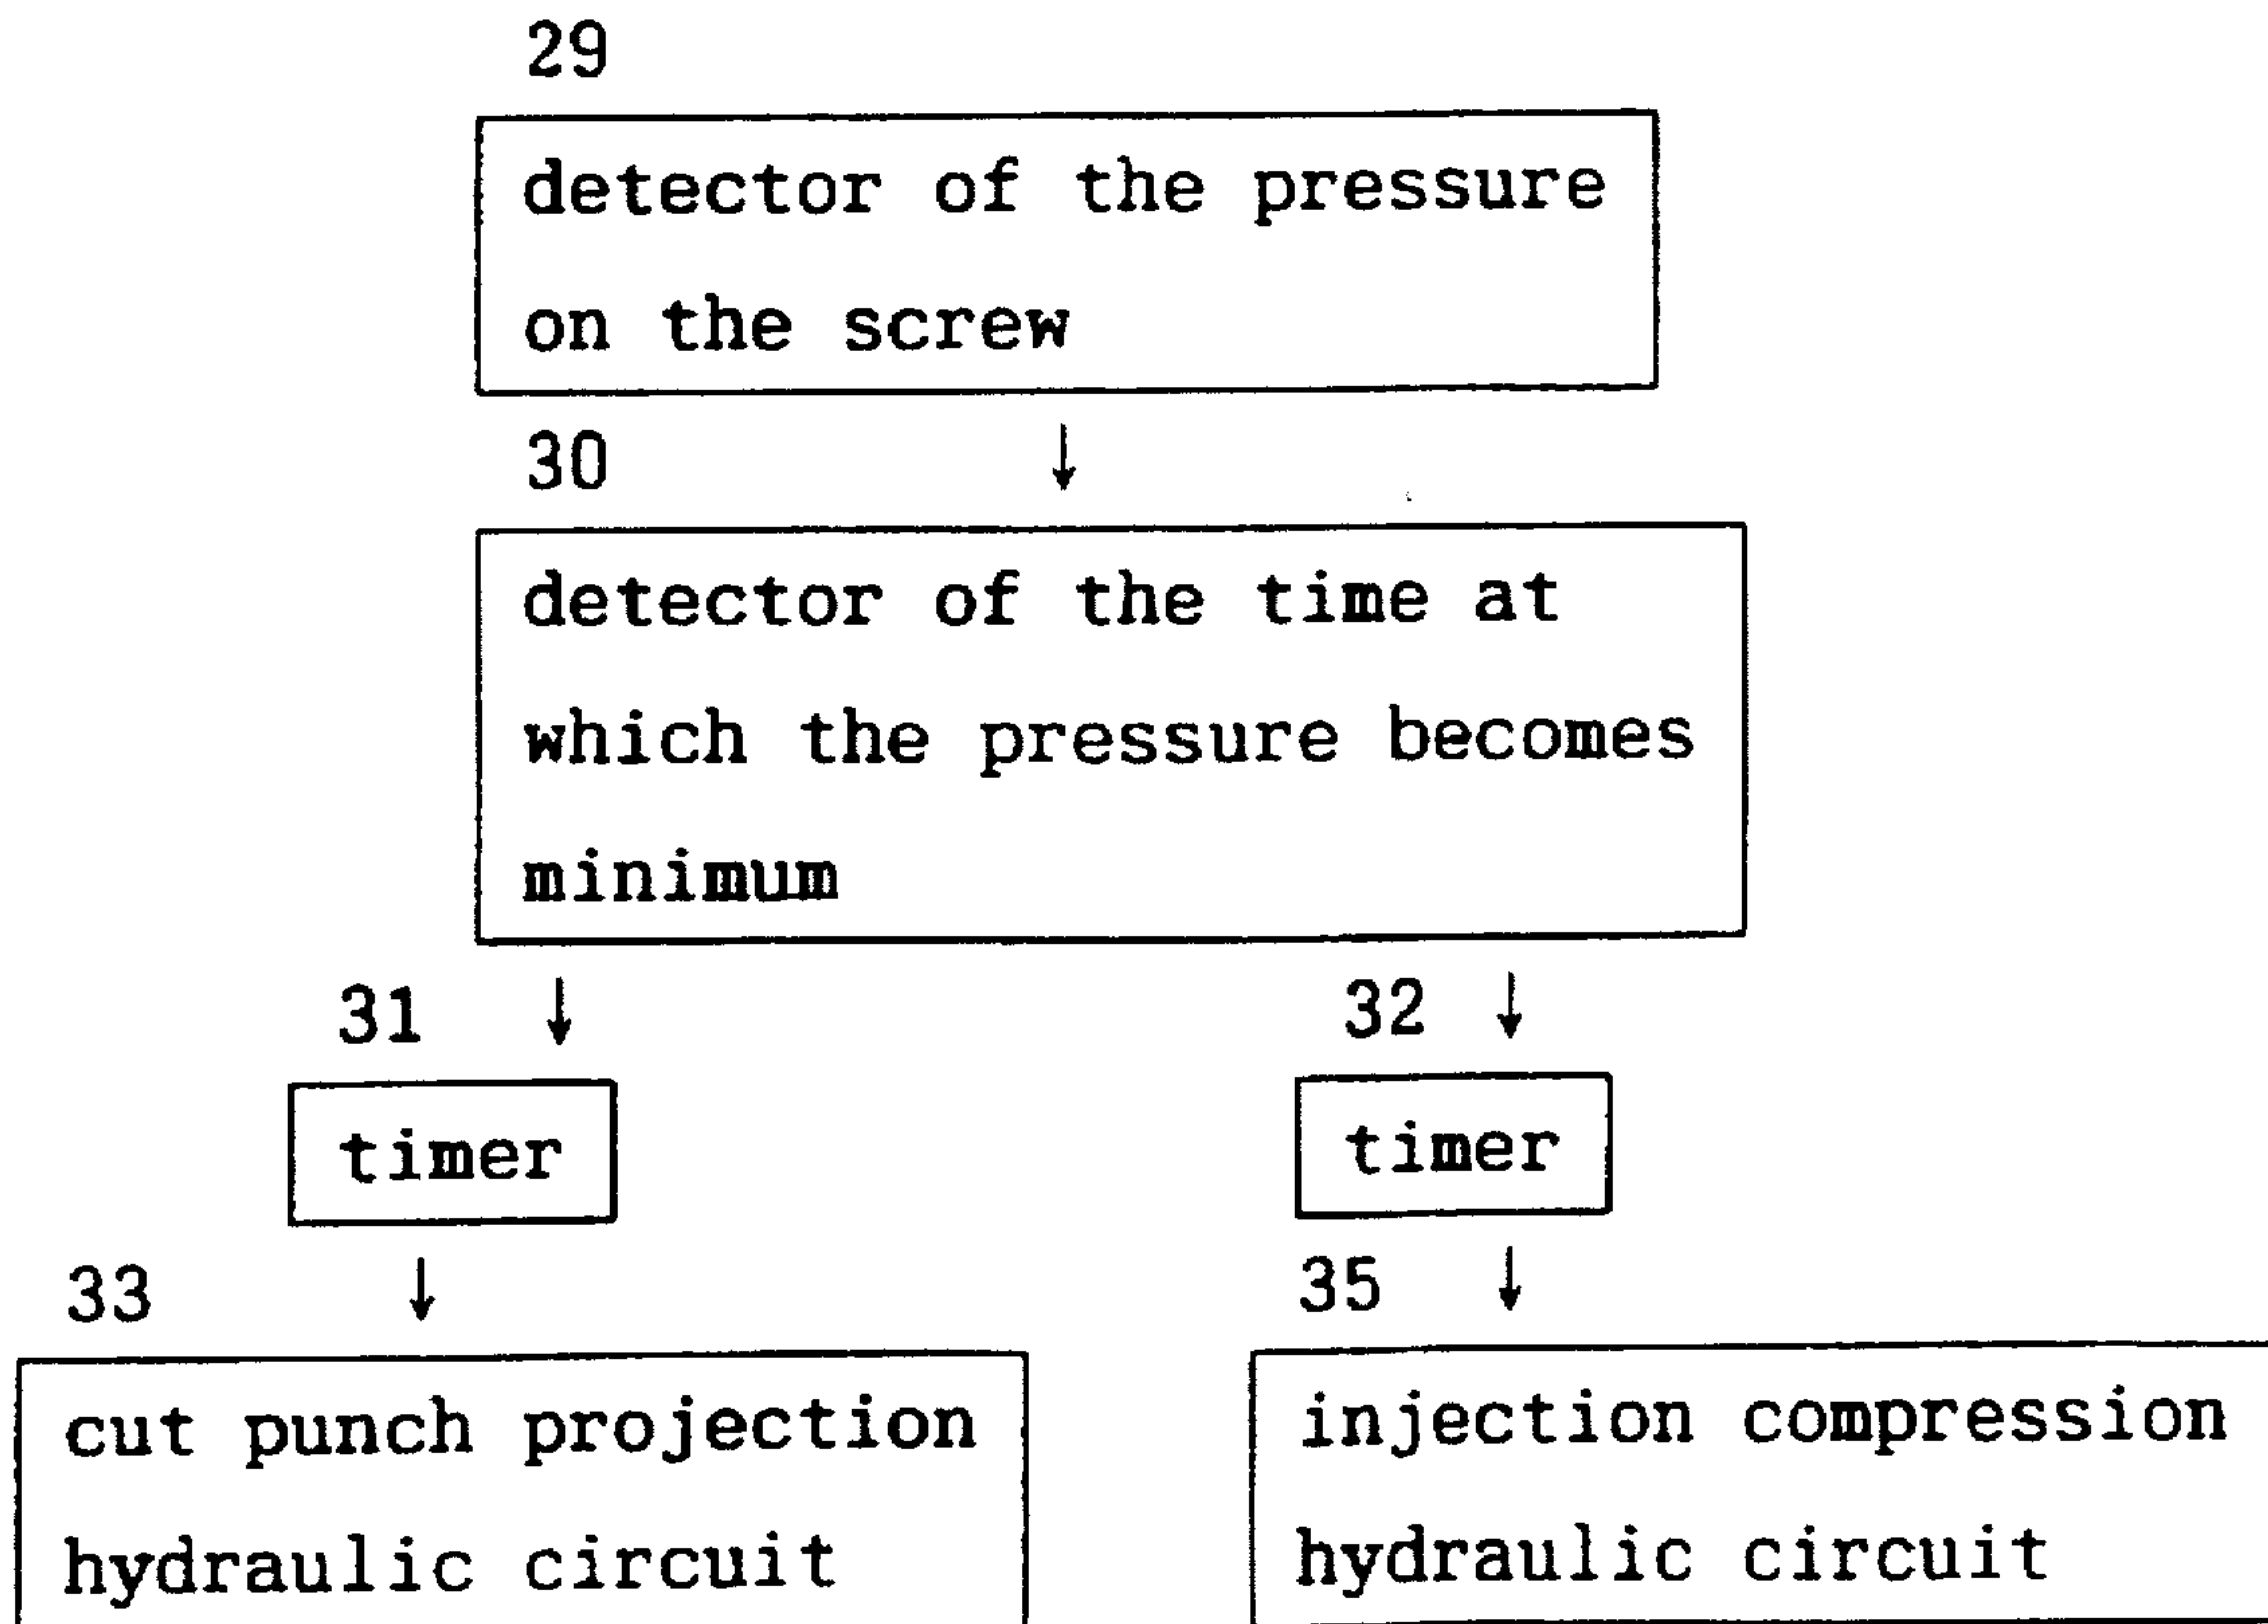 29
detector of the pressure
on the screw
30
detector of the time at
which the pressure becomes
minimum
31
32
timer
timer
33
35
cut punch projection
hydraulic circuit
injection compression
hydraulic circuit